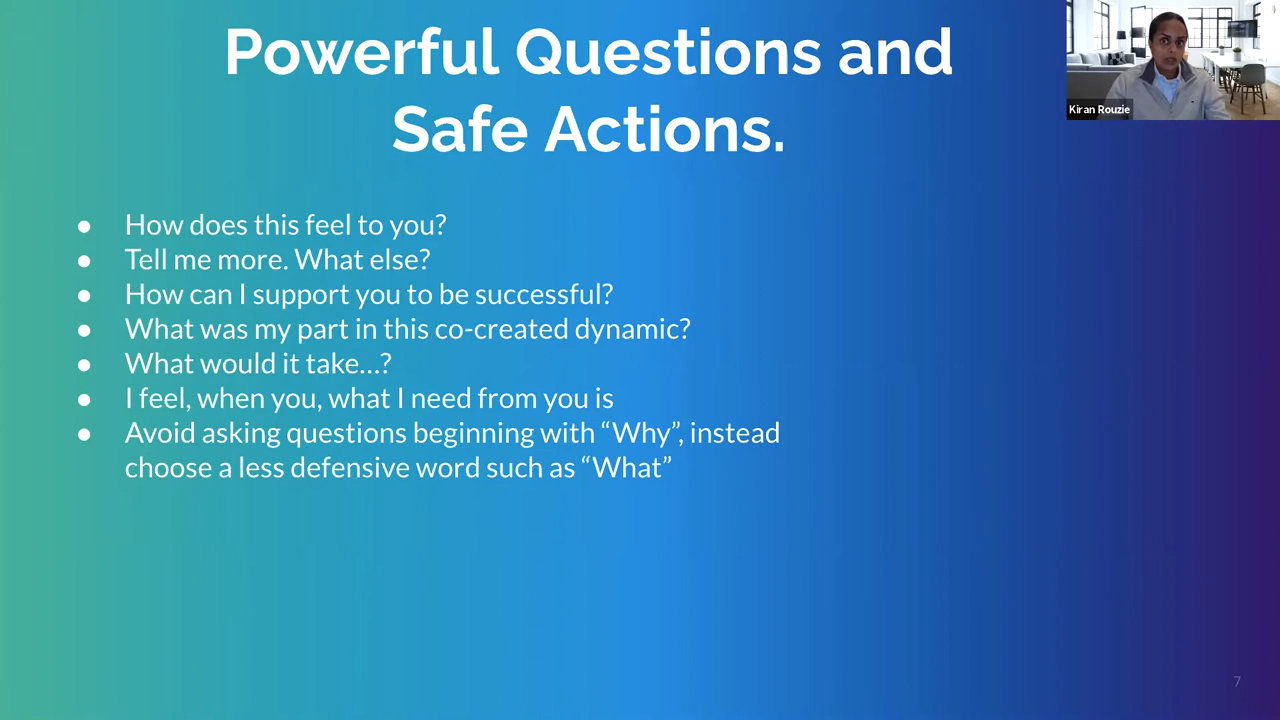 Powerful Questions and
Safe Actions.
Kiran Rouzie
● How does this feel to you?
● Tell me more. What else?
● How can I support you to be successful?
● What was my part in this co-created dynamic?
● What would it take...?
● I feel, when you, what I need from you is
● Avoid asking questions beginning with “Why”, instead
choose a less defensive word such as “What”
7